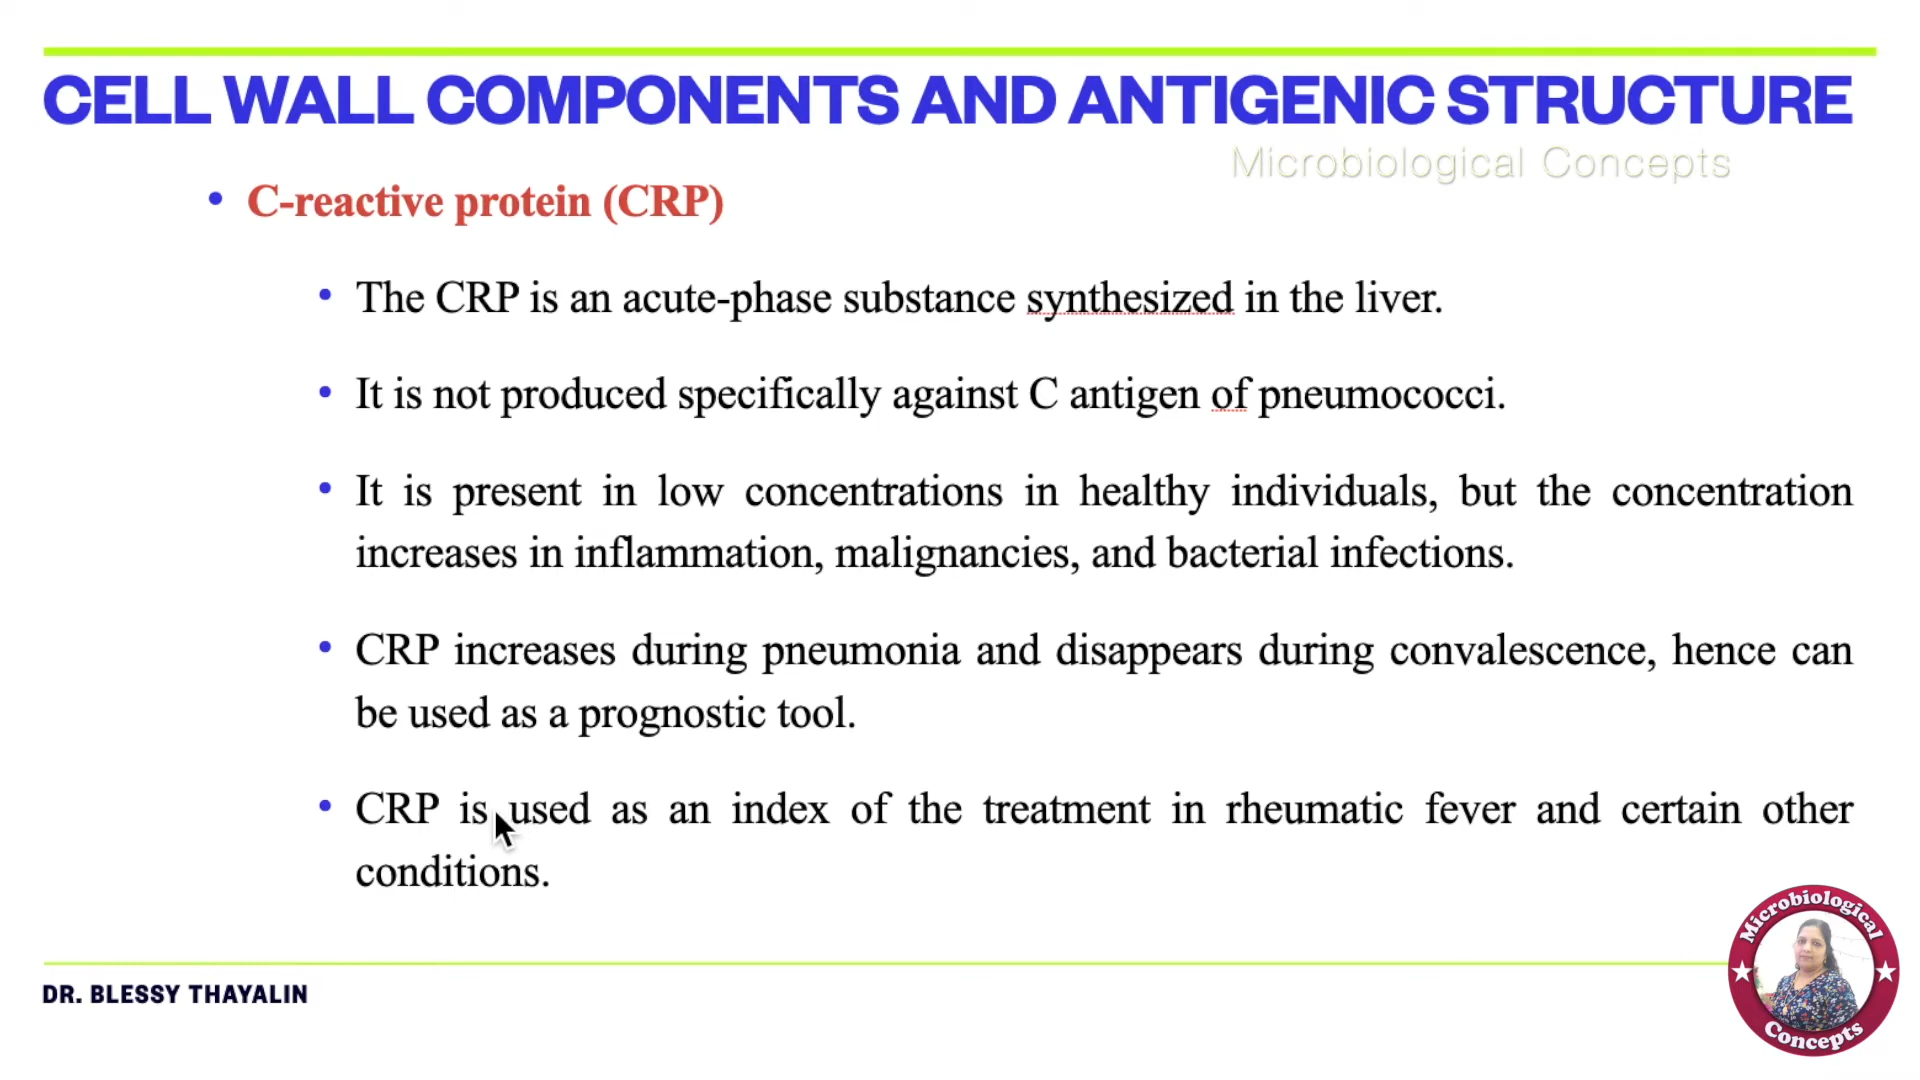 CELL WALL COMPONENTS AND ANTIGENIC STRUCTURE
Microbiological Concepts
• C-reactive protein (CRP)
• The CRP is an acute-phase substance synthesized in the liver.
• It is not produced specifically against C antigen of pneumococci.
• It is present in low concentrations in healthy individuals, but the concentration
increases in inflammation, malignancies, and bacterial infections.
• CRP increases during pneumonia and disappears during convalescence, hence can
be used as a prognostic tool.
• CRP is used as an index of the treatment in rheumatic fever and certain other
conditions.
DR. BLESSY THAYALIN
Microbiological
Concepts